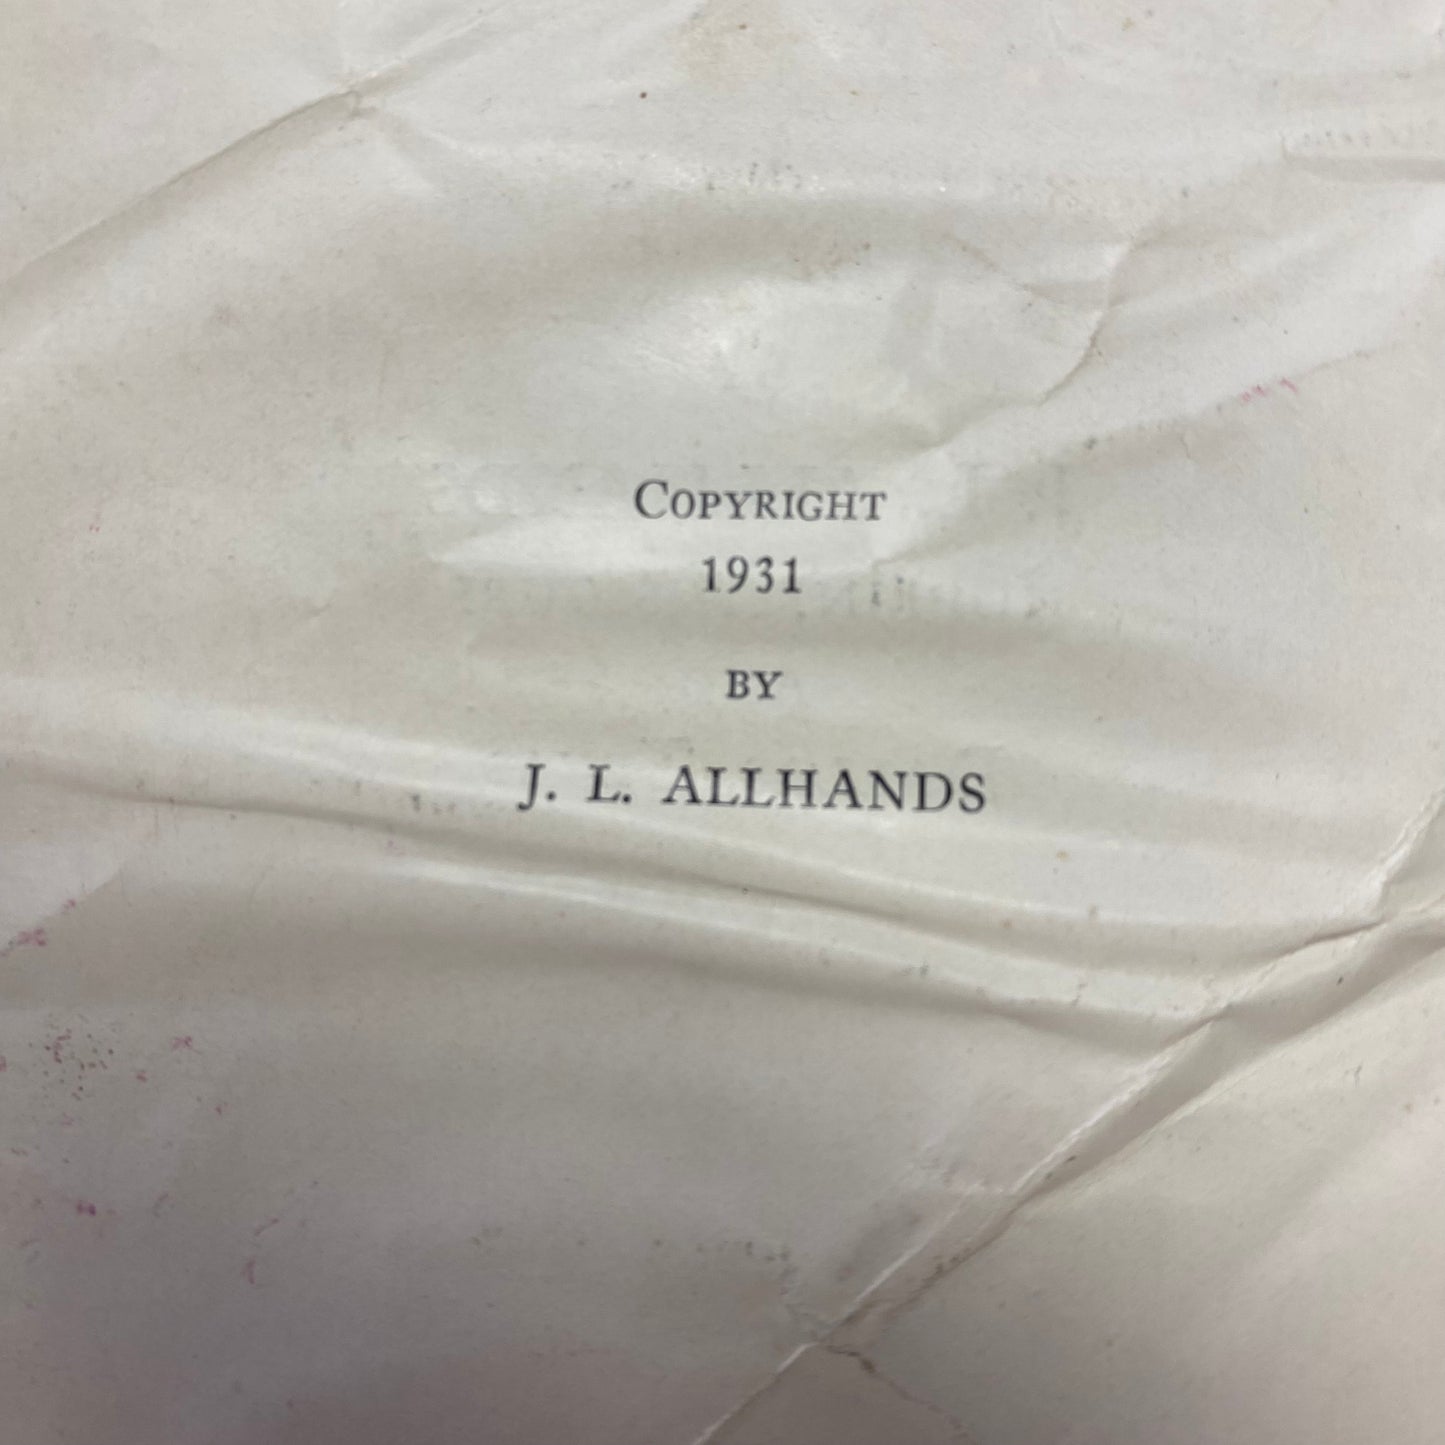 COPYRIGHT
1931
BY
J. L. ALLHANDS